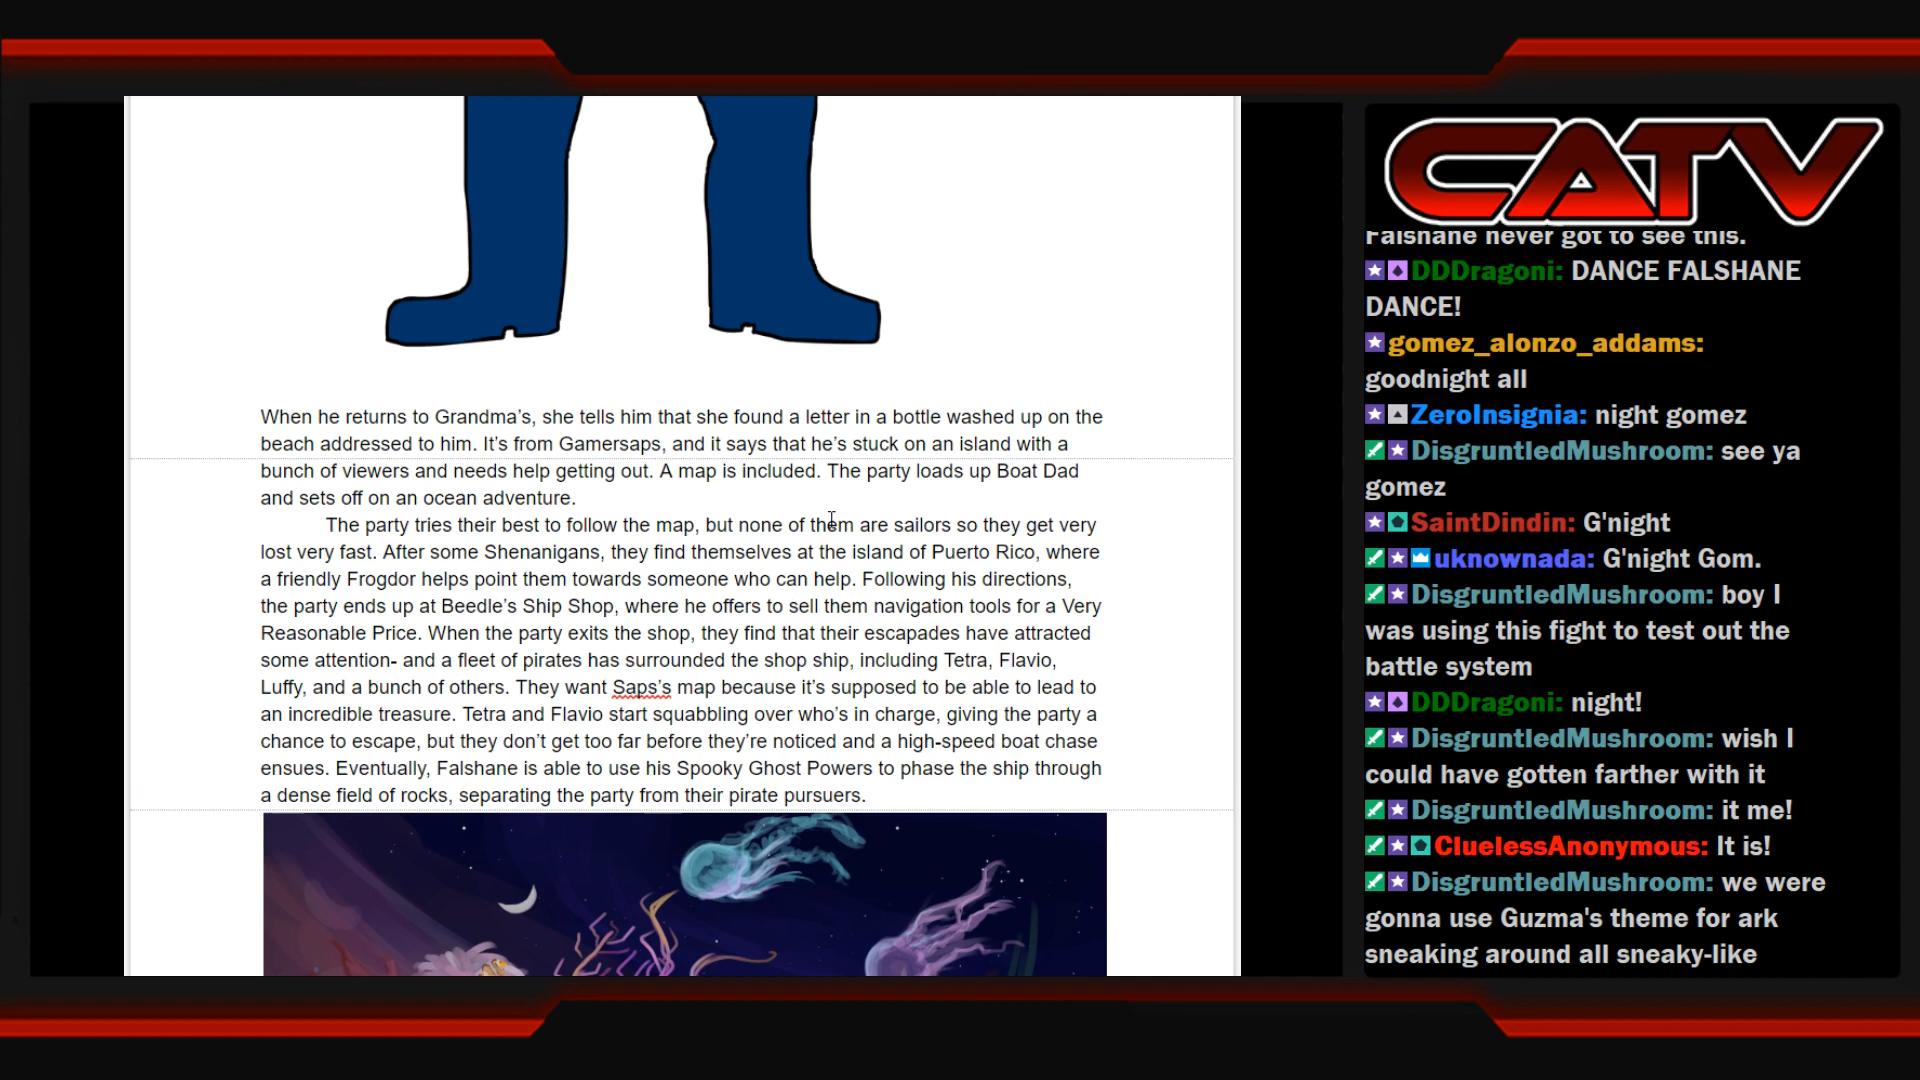 When he returns to Grandma’s, she tells him that she found a letter in a bottle washed up on the
beach addressed to him. It’s from Gamersaps, and it says that he’s stuck on an island with a
bunch of viewers and needs help getting out. A map is included. The party loads up Boat Dad
and sets off on an ocean adventure.
The party tries their best to follow the map, but none of them are sailors so they get very
lost very fast. After some Shenanigans, they find themselves at the island of Puerto Rico, where
a friendly Frogdor helps point them towards someone who can help. Following his directions,
the party ends up at Beedle’s Ship Shop, where he offers to sell them navigation tools for a Very
Reasonable Price. When the party exits the shop, they find that their escapades have attracted
some attention- and a fleet of pirates has surrounded the shop ship, including Tetra, Flavio,
Luffy, and a bunch of others. They want Saps’s map because it’s supposed to be able to lead to
an incredible treasure. Tetra and Flavio start squabbling over who’s in charge, giving the party a
chance to escape, but they don’t get too far before they’re noticed and a high-speed boat chase
ensues. Eventually, Falshane is able to use his Spooky Ghost Powers to phase the ship through
a dense field of rocks, separating the party from their pirate pursuers.
CATV
Falshane never got to see this.
DDDragoni: DANCE FALSHANE
DANCE!
gomez_alonzo_addams:
goodnight all
ZeroInsignia: night gomez
DisgruntledMushroom: see ya
gomez
SaintDindin: G'night
uknownada: G'night Gom.
DisgruntledMushroom: boy I
was using this fight to test out the
battle system
DDDragoni: night!
DisgruntledMushroom: wish I
could have gotten farther with it
DisgruntledMushroom: it me!
CluelessAnonymous: It is!
DisgruntledMushroom: we were
gonna use Guzma's theme for ark
sneaking around all sneaky-like